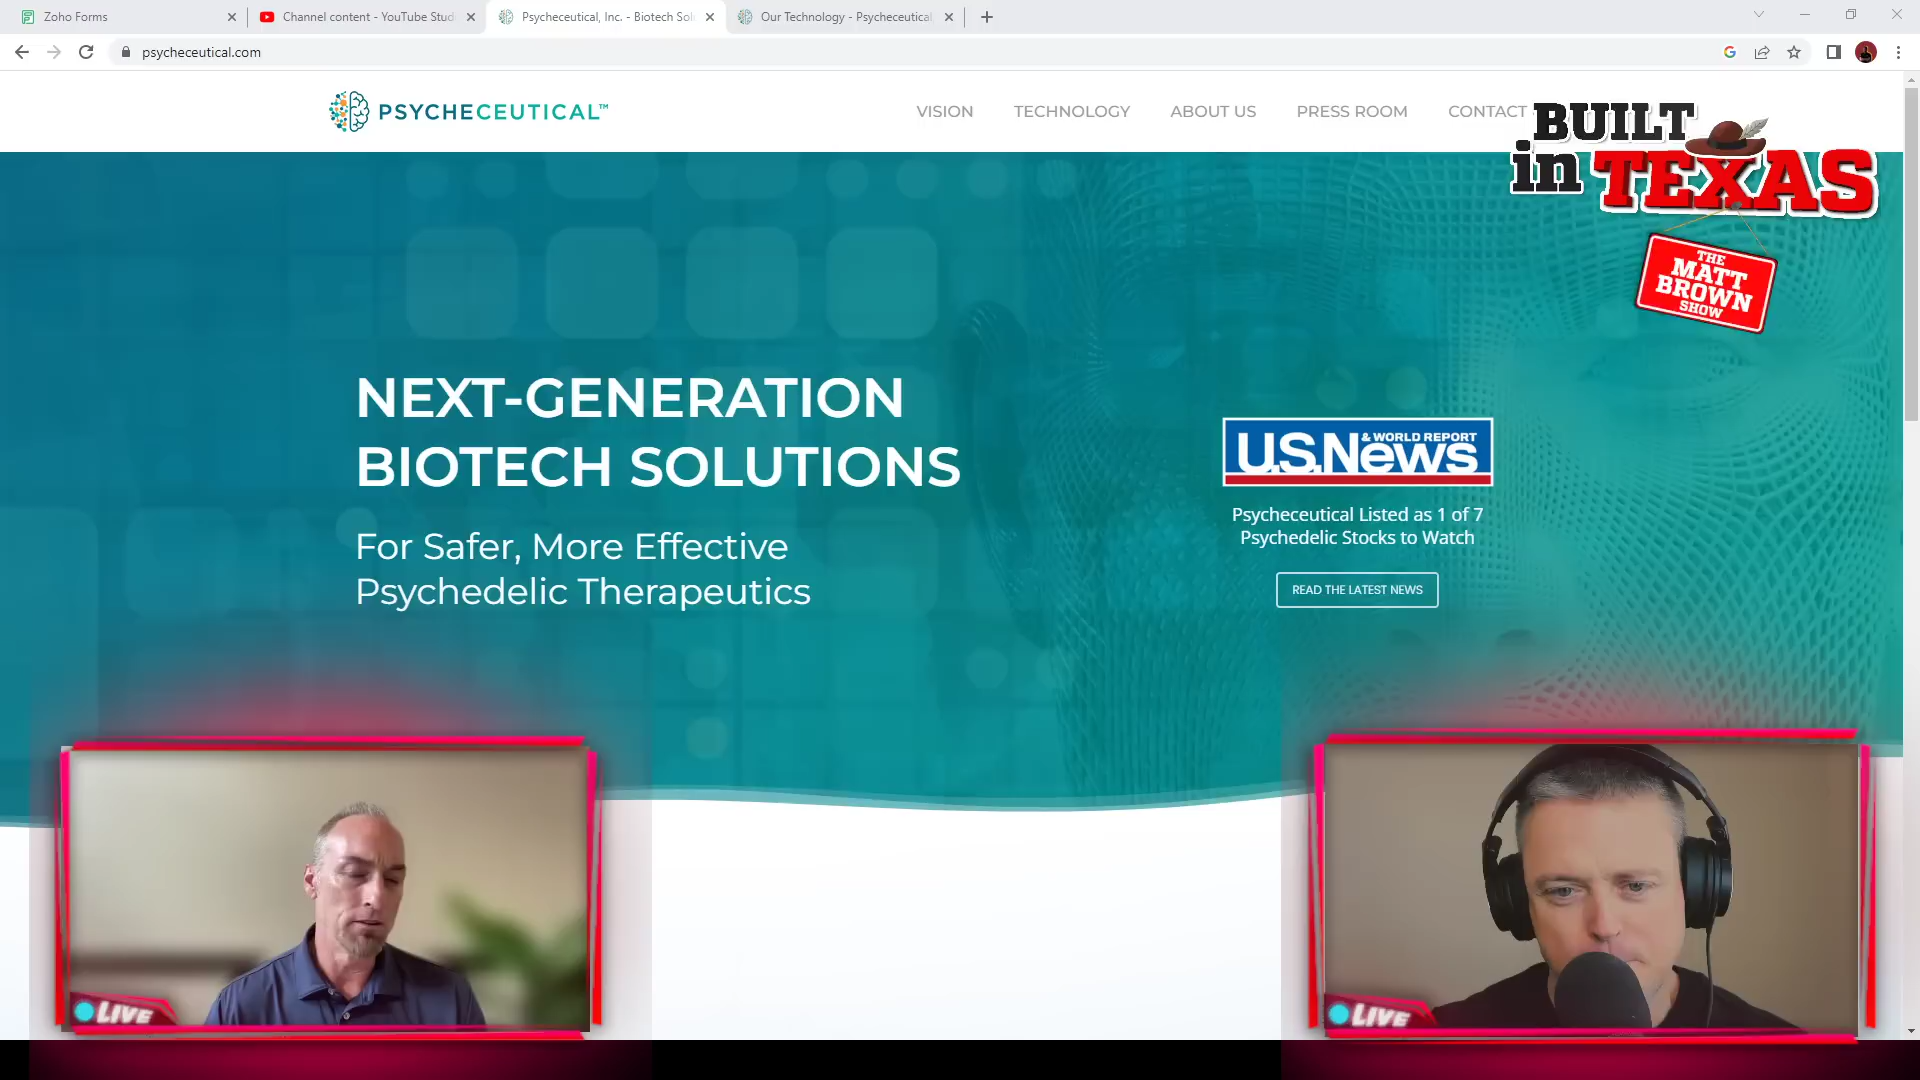 Zoho Forms
Channel content - YouTube Stud
Psycheceutical, Inc. - Biotech Sol
Our Technology - Psycheceutical
psycheceutical.com
PSYCHECEUTICAL™
VISION
TECHNOLOGY
ABOUT US
PRESS ROOM
CONTACT
BUILT
in TEXAS
THE
MATT
BROWN
SHOW
NEXT-GENERATION
BIOTECH SOLUTIONS
For Safer, More Effective
Psychedelic Therapeutics
U.S.News & WORLD REPORT
Psycheceutical Listed as 1 of 7
Psychedelic Stocks to Watch
READ THE LATEST NEWS
LIVE
LIVE